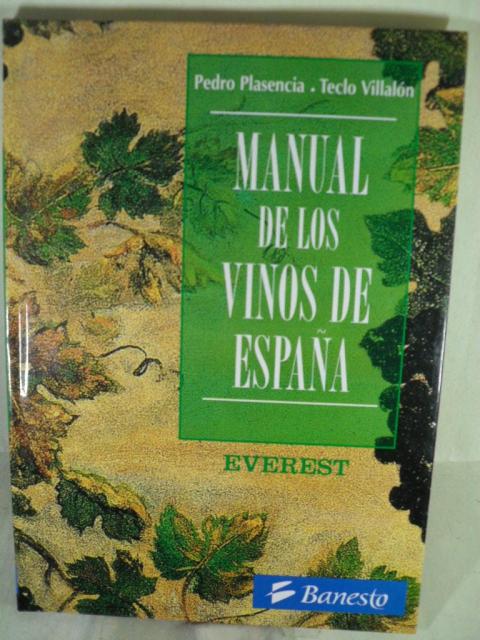 Pedro Plasencia . Teclo Villalón
MANUAL
DE LOS
VINOS DE
ESPAÑA
EVEREST
Banesto